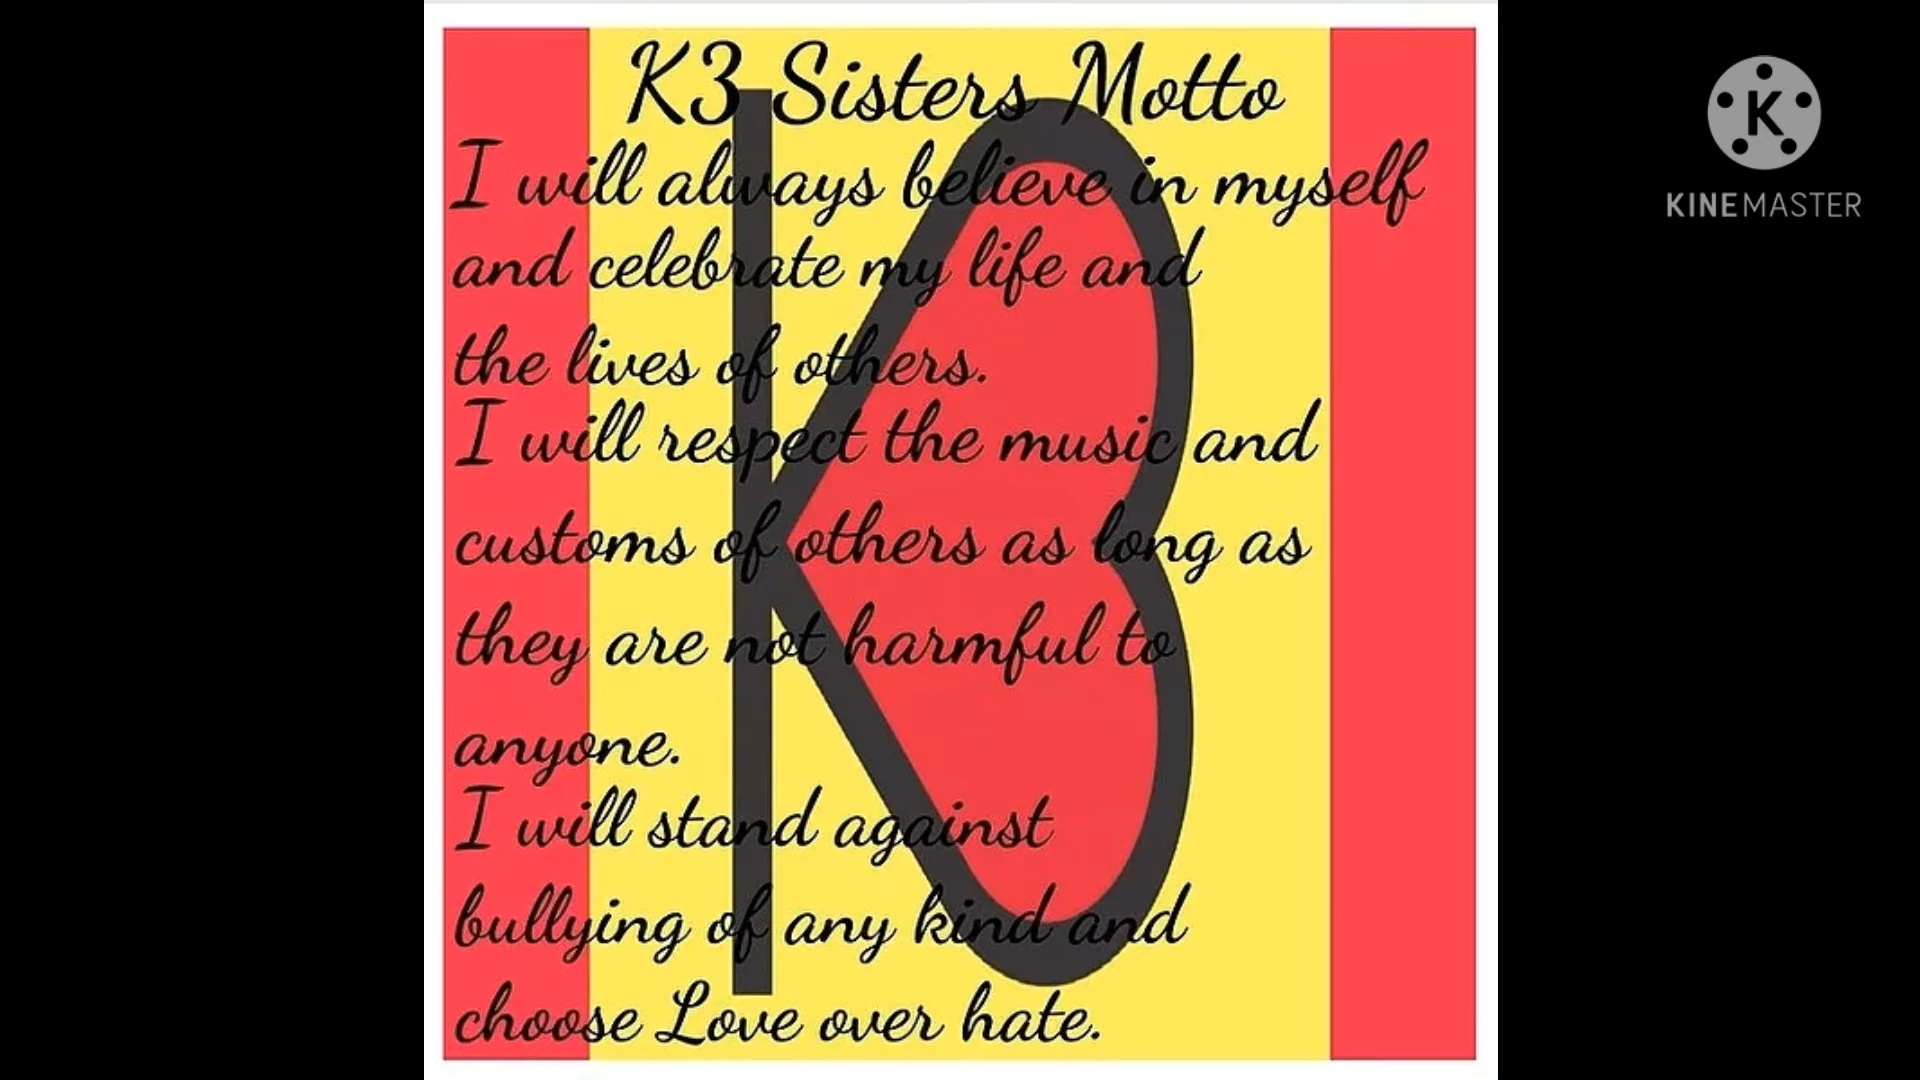 K3 Sisters Motto
I will always believe in myself
and celebrate my life and
the lives of others.
I will respect the music and
customs of others as long as
they are not harmful to
anyone.
I will stand against
bullying of any kind and
choose Love over hate.
K
KINEMASTER